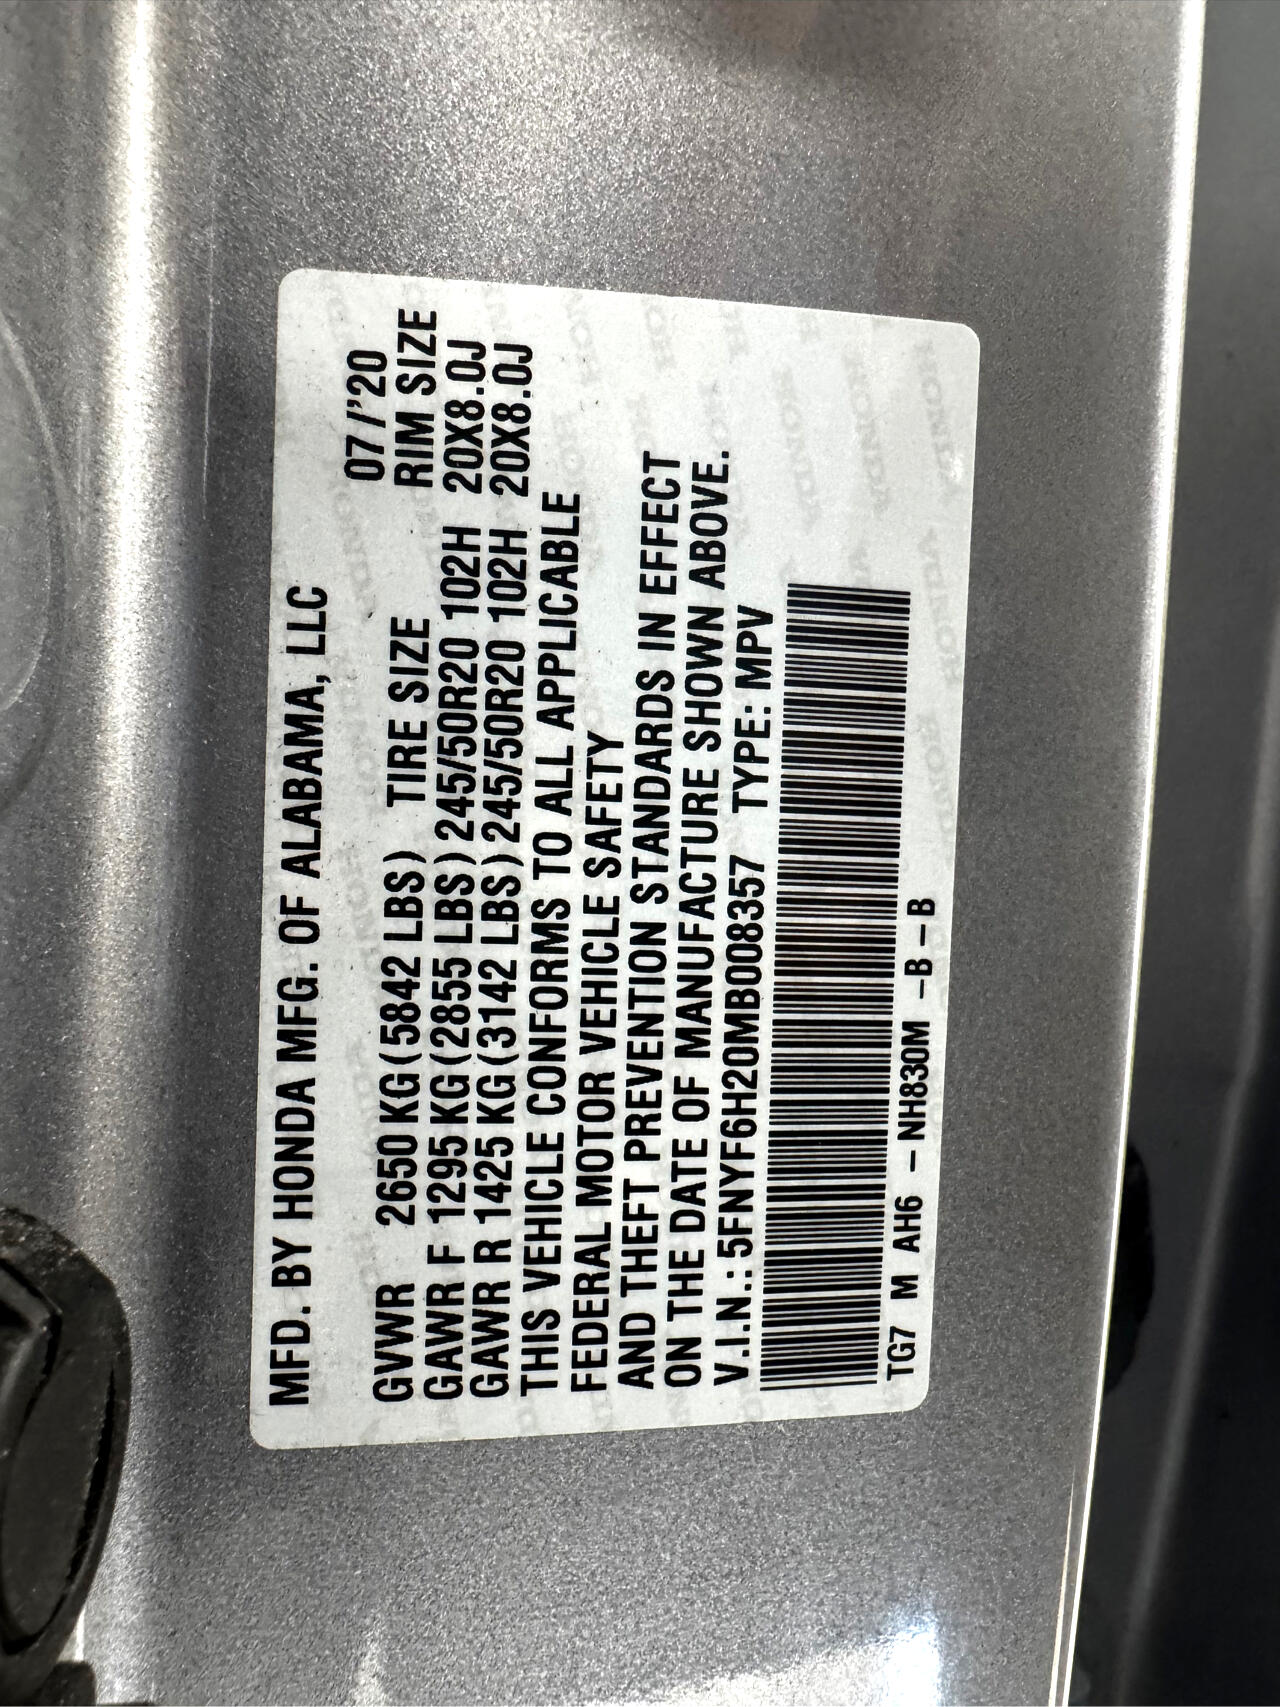 MFD. BY HONDA MFG. OF ALABAMA, LLC
07/'20
GVWR 2650 KG (5842 LBS) TIRE SIZE RIM SIZE
GAWR F 1295 KG (2855 LBS) 245/50R20 102H 20X8.0J
GAWR R 1425 KG (3142 LBS) 245/50R20 102H 20X8.0J
THIS VEHICLE CONFORMS TO ALL APPLICABLE
FEDERAL MOTOR VEHICLE SAFETY
AND THEFT PREVENTION STANDARDS IN EFFECT
ON THE DATE OF MANUFACTURE SHOWN ABOVE.
V.I.N.: 5FNYF6H20MB008357 TYPE: MPV
TG7 M AH6 -NH830M -B-B